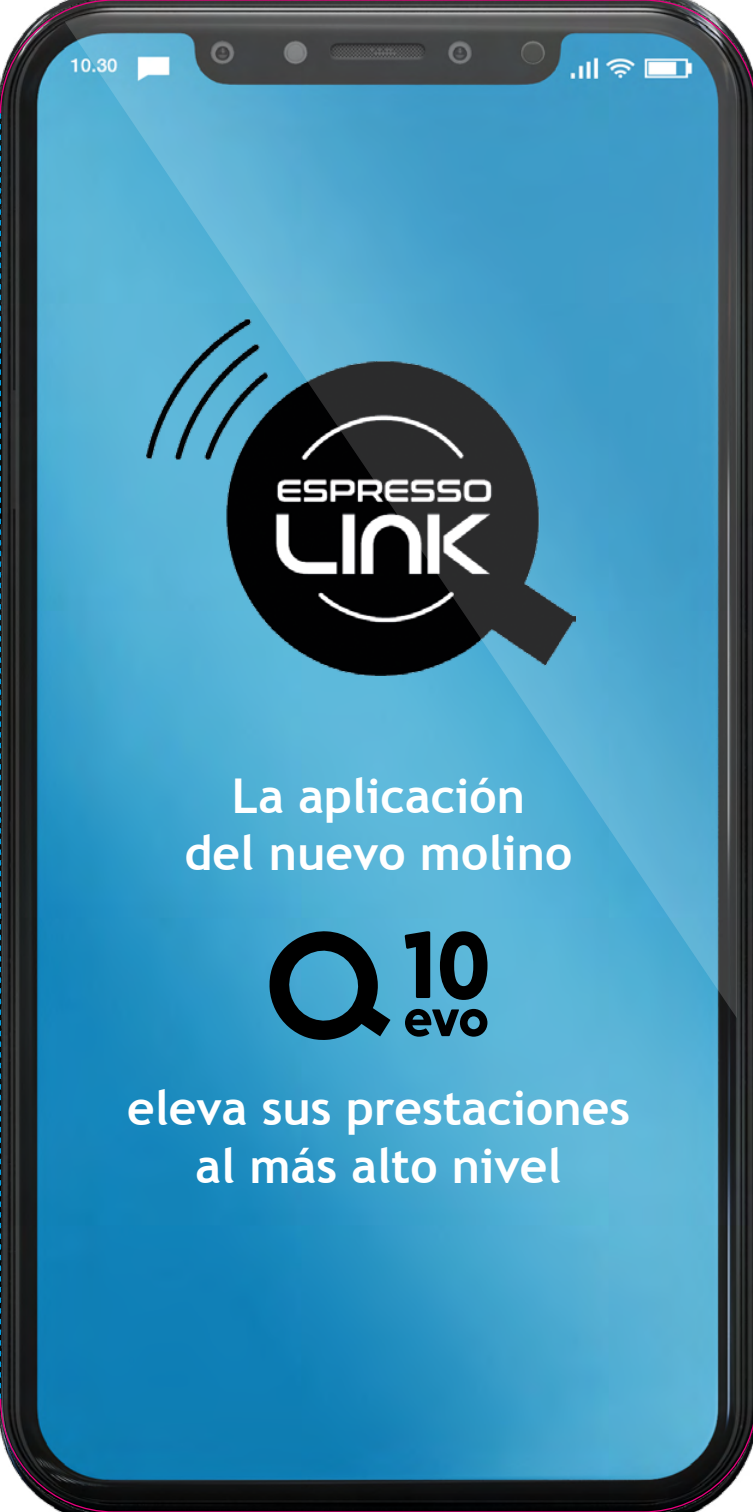 10.30
ESPRESSO
LINK
La aplicación
del nuevo molino
Q 10
evo
eleva sus prestaciones
al más alto nivel